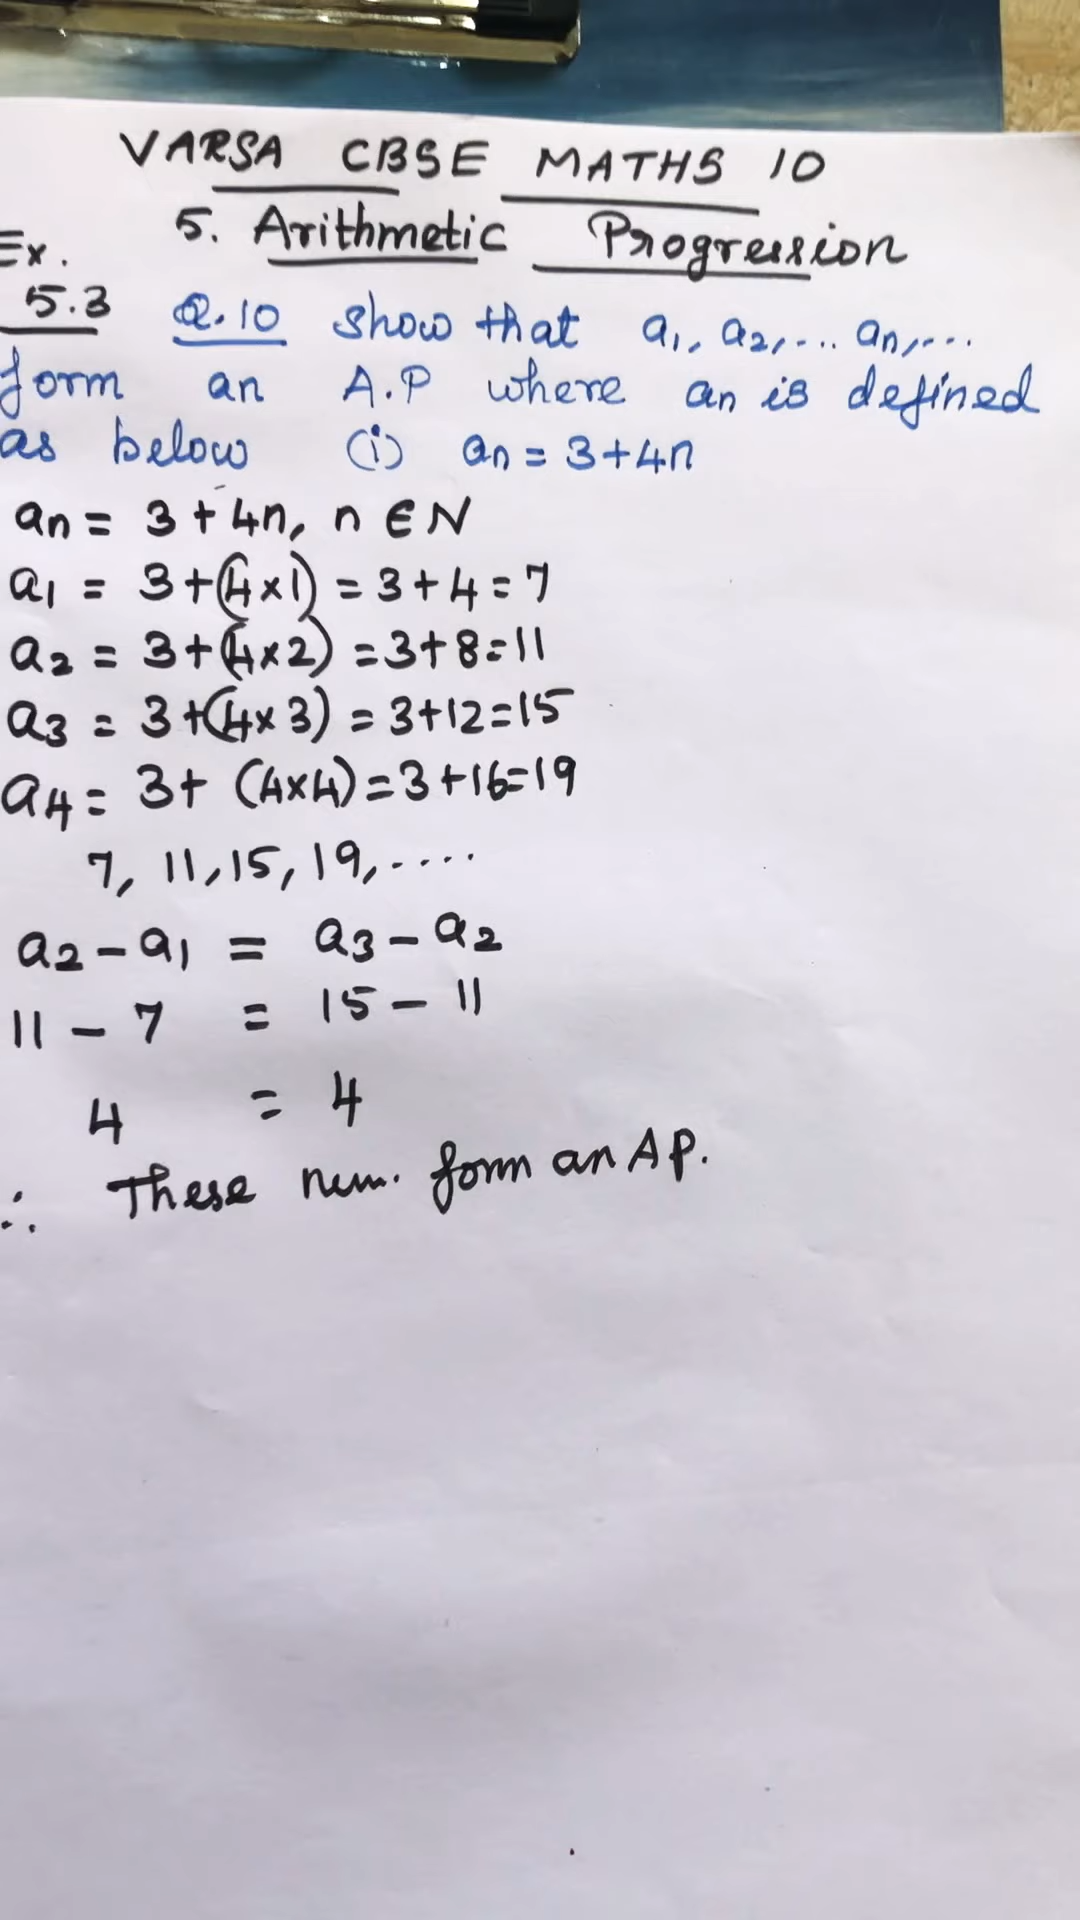 VARSA CBSE MATHS 10
5. Arithmetic Progression
Ex.
5.3 Q.10 show that a₁, a₂,... aₙ,...
form an A.P where aₙ is defined
as below (i) aₙ = 3+4n
aₙ = 3 + 4n, n ∈ N
a₁ = 3+(4×1) = 3+4=7
a₂ = 3+(4×2) =3+8=11
a₃ = 3+(4×3) = 3+12=15
a₄ = 3+ (4×4)=3+16=19
7, 11,15, 19,....
a₂-a₁ = a₃-a₂
11 - 7 = 15 - 11
4 = 4
∴ These num. form an AP.